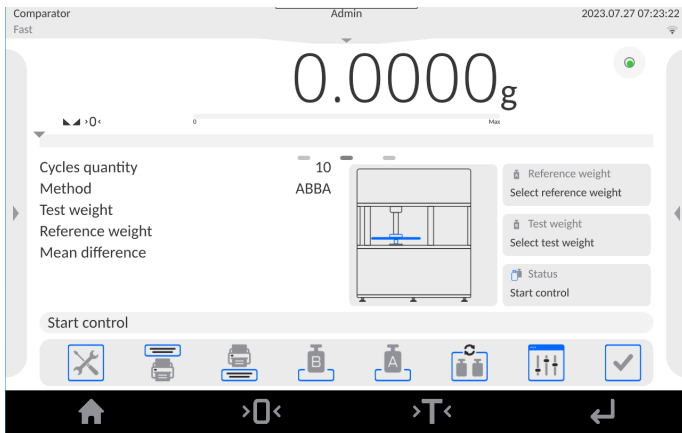 Comparator Admin 2023.07.27 07:23:22
Fast
0.0000g
>0<
0 Max
Cycles quantity 10
Method ABBA
Test weight
Reference weight
Mean difference
Reference weight
Select reference weight
Test weight
Select test weight
Status
Start control
Start control
B A
>0< >T<